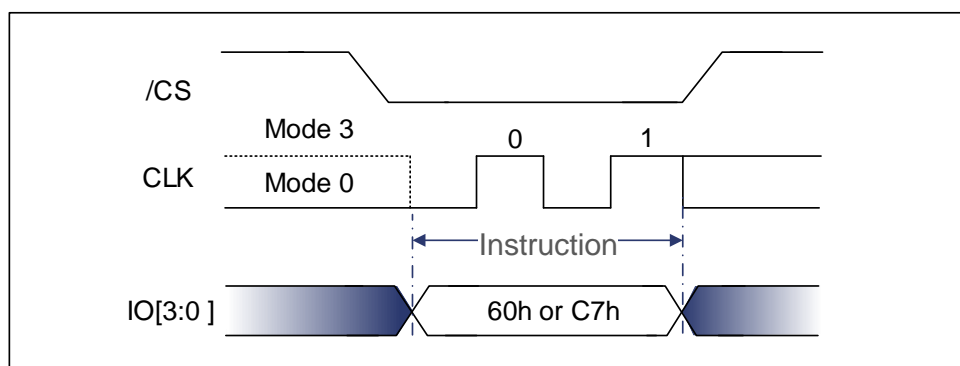 /CS
Mode 3
0 1
CLK
Mode 0
Instruction
IO[3:0 ]
60h or C7h